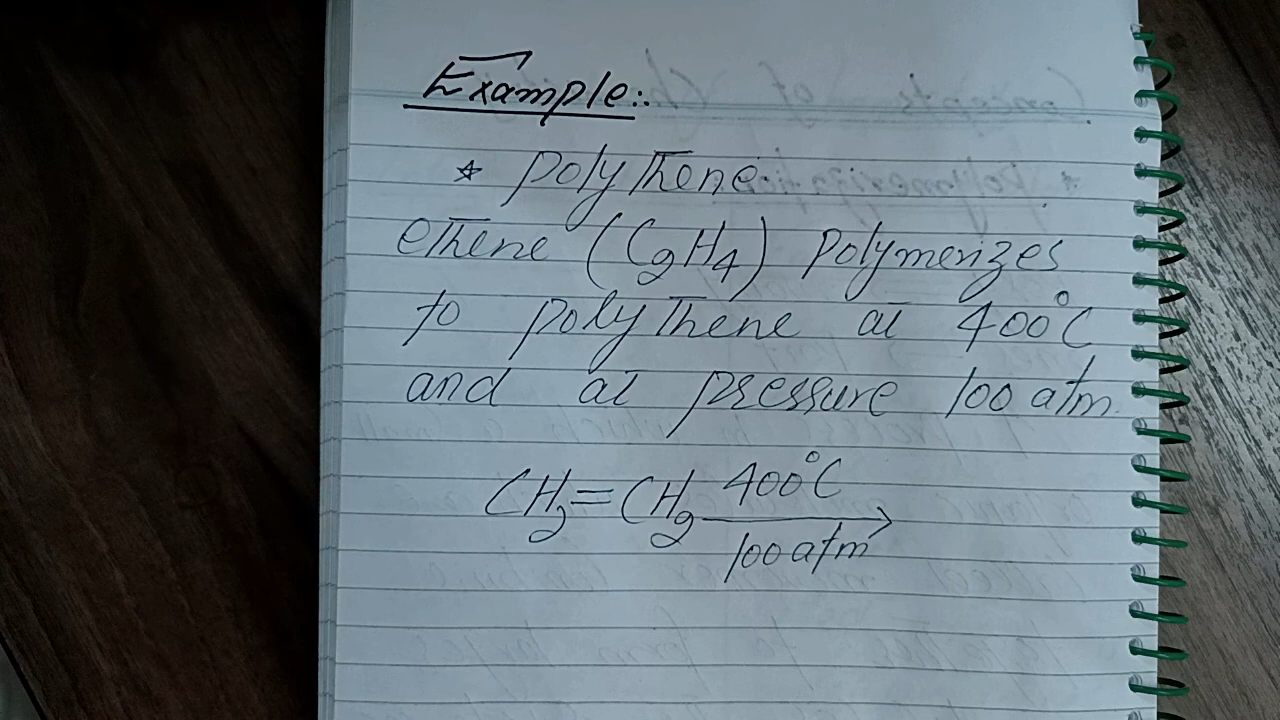 Example:
* Polythene:
ethene (C2H4) Polymerizes
to polythene at 400°C
and at pressure 100 atm
CH2=CH2 400°C
100 atm